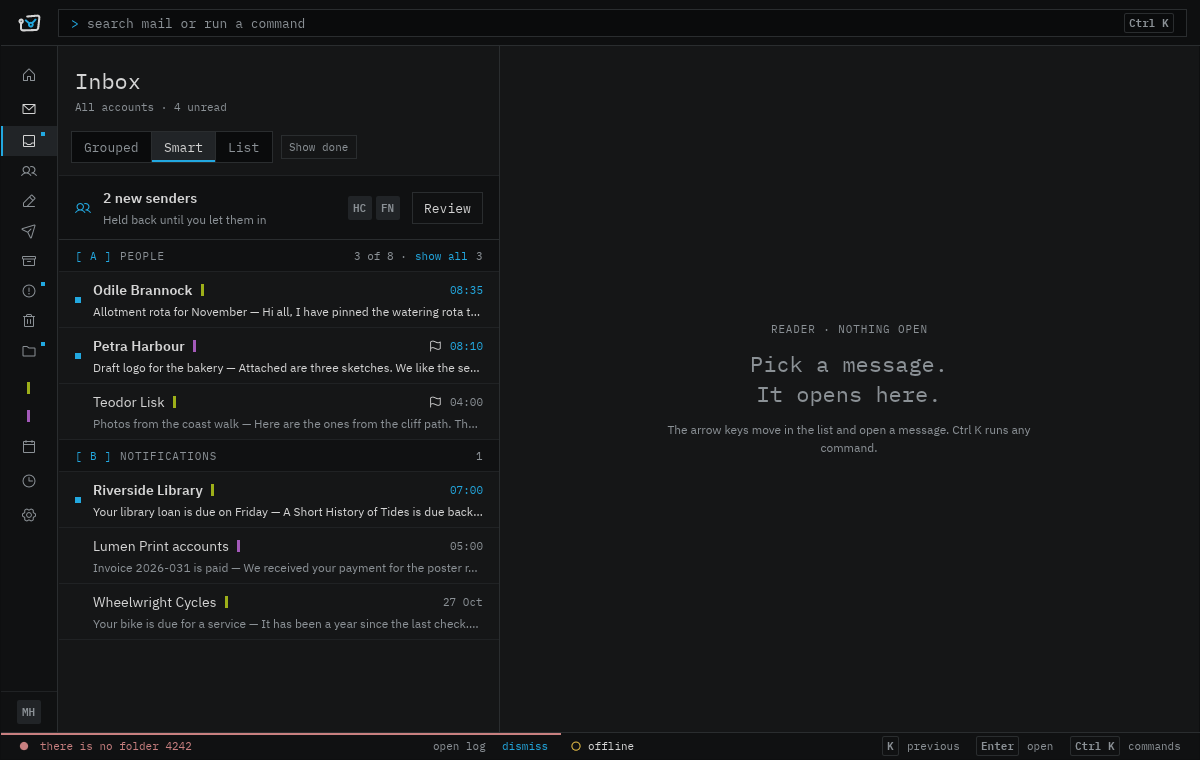 > search mail or run a command Ctrl K
Inbox
All accounts · 4 unread
Grouped Smart List Show done
2 new senders
Held back until you let them in
HC FN Review
[ A ] PEOPLE 3 of 8 · show all 3
Odile Brannock 08:35
Allotment rota for November — Hi all, I have pinned the watering rota t...
Petra Harbour 08:10
Draft logo for the bakery — Attached are three sketches. We like the se...
Teodor Lisk 04:00
Photos from the coast walk — Here are the ones from the cliff path. Th...
[ B ] NOTIFICATIONS 1
Riverside Library 07:00
Your library loan is due on Friday — A Short History of Tides is due back...
Lumen Print accounts 05:00
Invoice 2026-031 is paid — We received your payment for the poster r...
Wheelwright Cycles 27 Oct
Your bike is due for a service — It has been a year since the last check....
READER · NOTHING OPEN
Pick a message.
It opens here.
The arrow keys move in the list and open a message. Ctrl K runs any
command.
MH
there is no folder 4242 open log dismiss offline K previous Enter open Ctrl K commands